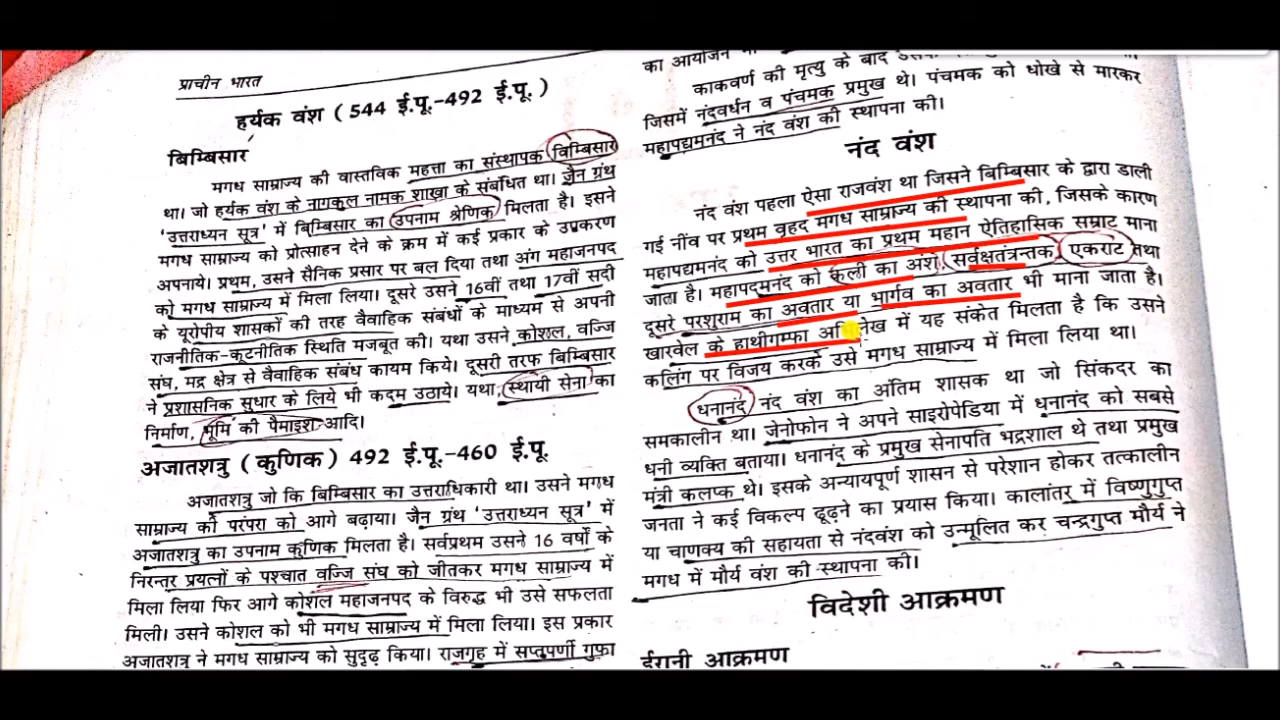 प्राचीन भारत
हर्यक वंश ( 544 ई.पू.-492 ई.पू. )
बिम्बिसार
मगध साम्राज्य की वास्तविक महत्ता का संस्थापक बिम्बिसार
था। जो हर्यक वंश के नागकुल नामक शाखा के संबंधित था। जैन ग्रंथ
'उत्तराध्यन सूत्र' में बिम्बिसार का उपनाम श्रेणिक मिलता है। इसने
मगध साम्राज्य को प्रोत्साहन देने के क्रम में कई प्रकार के उपकरण
अपनाये। प्रथम, उसने सैनिक प्रसार पर बल दिया तथा अंग महाजनपद
को मगध साम्राज्य में मिला लिया। दूसरे उसने 16वीं तथा 17वीं सदी
के यूरोपीय शासकों की तरह वैवाहिक संबंधों के माध्यम से अपनी
राजनीतिक-कूटनीतिक स्थिति मजबूत की। यथा उसने कोशल, वज्जि
संघ, मद्र क्षेत्र से वैवाहिक संबंध कायम किये। दूसरी तरफ बिम्बिसार
ने प्रशासनिक सुधार के लिये भी कदम उठाये। यथा, स्थायी सेना का
निर्माण, भूमि की पैमाइश आदि।
अजातशत्रु ( कुणिक ) 492 ई.पू.-460 ई.पू.
अजातशत्रु जो कि बिम्बिसार का उत्तराधिकारी था। उसने मगध
साम्राज्य की परंपरा को आगे बढ़ाया। जैन ग्रंथ 'उत्तराध्यन सूत्र' में
अजातशत्रु का उपनाम कुणिक मिलता है। सर्वप्रथम उसने 16 वर्षों के
निरन्तर प्रयत्नों के पश्चात वज्जि संघ को जीतकर मगध साम्राज्य में
मिला लिया फिर आगे कोशल महाजनपद के विरुद्ध भी उसे सफलता
मिली। उसने कोशल को भी मगध साम्राज्य में मिला लिया। इस प्रकार
अजातशत्रु ने मगध साम्राज्य को सुदृढ़ किया। राजगृह में सप्तपर्णी गुफा
का आयोजन
काकवर्ण की मृत्यु के बाद
जिसमें नंदवर्धन व पंचमक प्रमुख थे। पंचमक को धोखे से मारकर
महापद्यमनंद ने नंद वंश की स्थापना की।
नंद वंश
नंद वंश पहला ऐसा राजवंश था जिसने बिम्बिसार के द्वारा डाली
गई नींव पर प्रथम वृहद मगध साम्राज्य की स्थापना की, जिसके कारण
महापद्यमनंद को उत्तर भारत का प्रथम महान ऐतिहासिक सम्राट माना
जाता है। महापद्मनंद को कली का अंश, सर्वक्षतंत्रन्तक, एकराट तथा
दूसरे परशुराम का अवतार या भार्गव का अवतार भी माना जाता है।
खारवेल के हाथीगम्फा अभिलेख में यह संकेत मिलता है कि उसने
कलिंग पर विजय करके उसे मगध साम्राज्य में मिला लिया था।
धनानंद नंद वंश का अंतिम शासक था जो सिंकदर का
समकालीन था। जेनोफोन ने अपने साइरोपेडिया में धनानंद को सबसे
धनी व्यक्ति बताया। धनानंद के प्रमुख सेनापति भद्रशाल थे तथा प्रमुख
मंत्री कलप्क थे। इसके अन्यायपूर्ण शासन से परेशान होकर तत्कालीन
जनता ने कई विकल्प ढूढ़ने का प्रयास किया। कालांतर में विष्णुगुप्त
या चाणक्य की सहायता से नंदवंश को उन्मूलित कर चन्द्रगुप्त मौर्य ने
मगध में मौर्य वंश की स्थापना की।
विदेशी आक्रमण
ईरानी आक्रमण